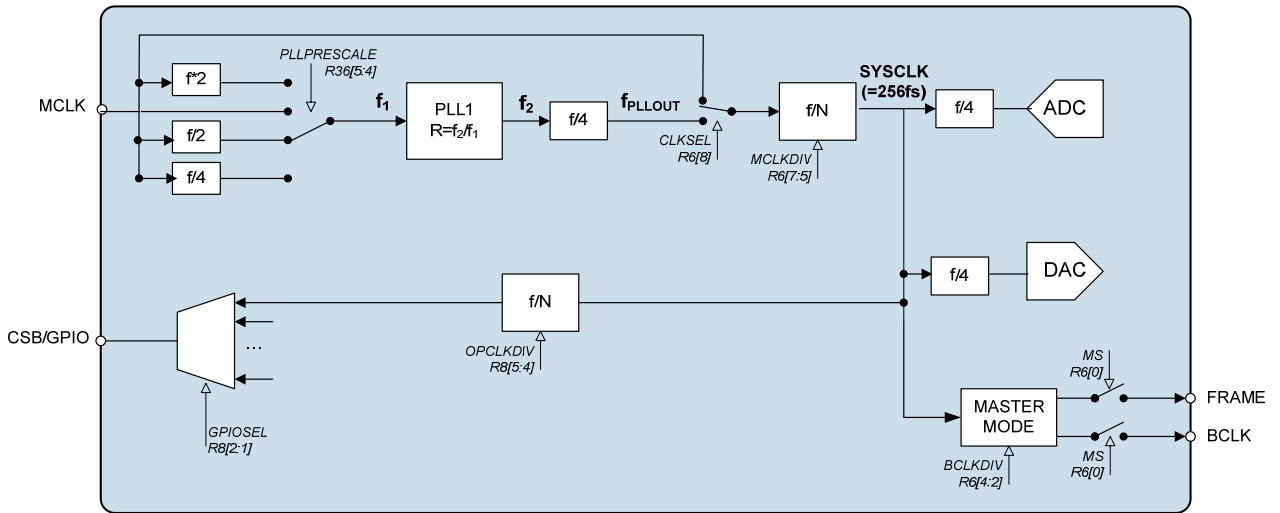 PLLPRESCALE
R36[5:4]
f*2
MCLK
f/2
f/4
f1
PLL1
R=f2/f1
f2
f/4
fPLLOUT
CLKSEL
R6[8]
f/N
MCLKDIV
R6[7:5]
SYSCLK
(=256fs)
f/4
ADC
f/4
DAC
f/N
OPCLKDIV
R8[5:4]
CSB/GPIO
...
GPIOSEL
R8[2:1]
MASTER
MODE
BCLKDIV
R6[4:2]
MS
R6[0]
FRAME
BCLK
MS
R6[0]